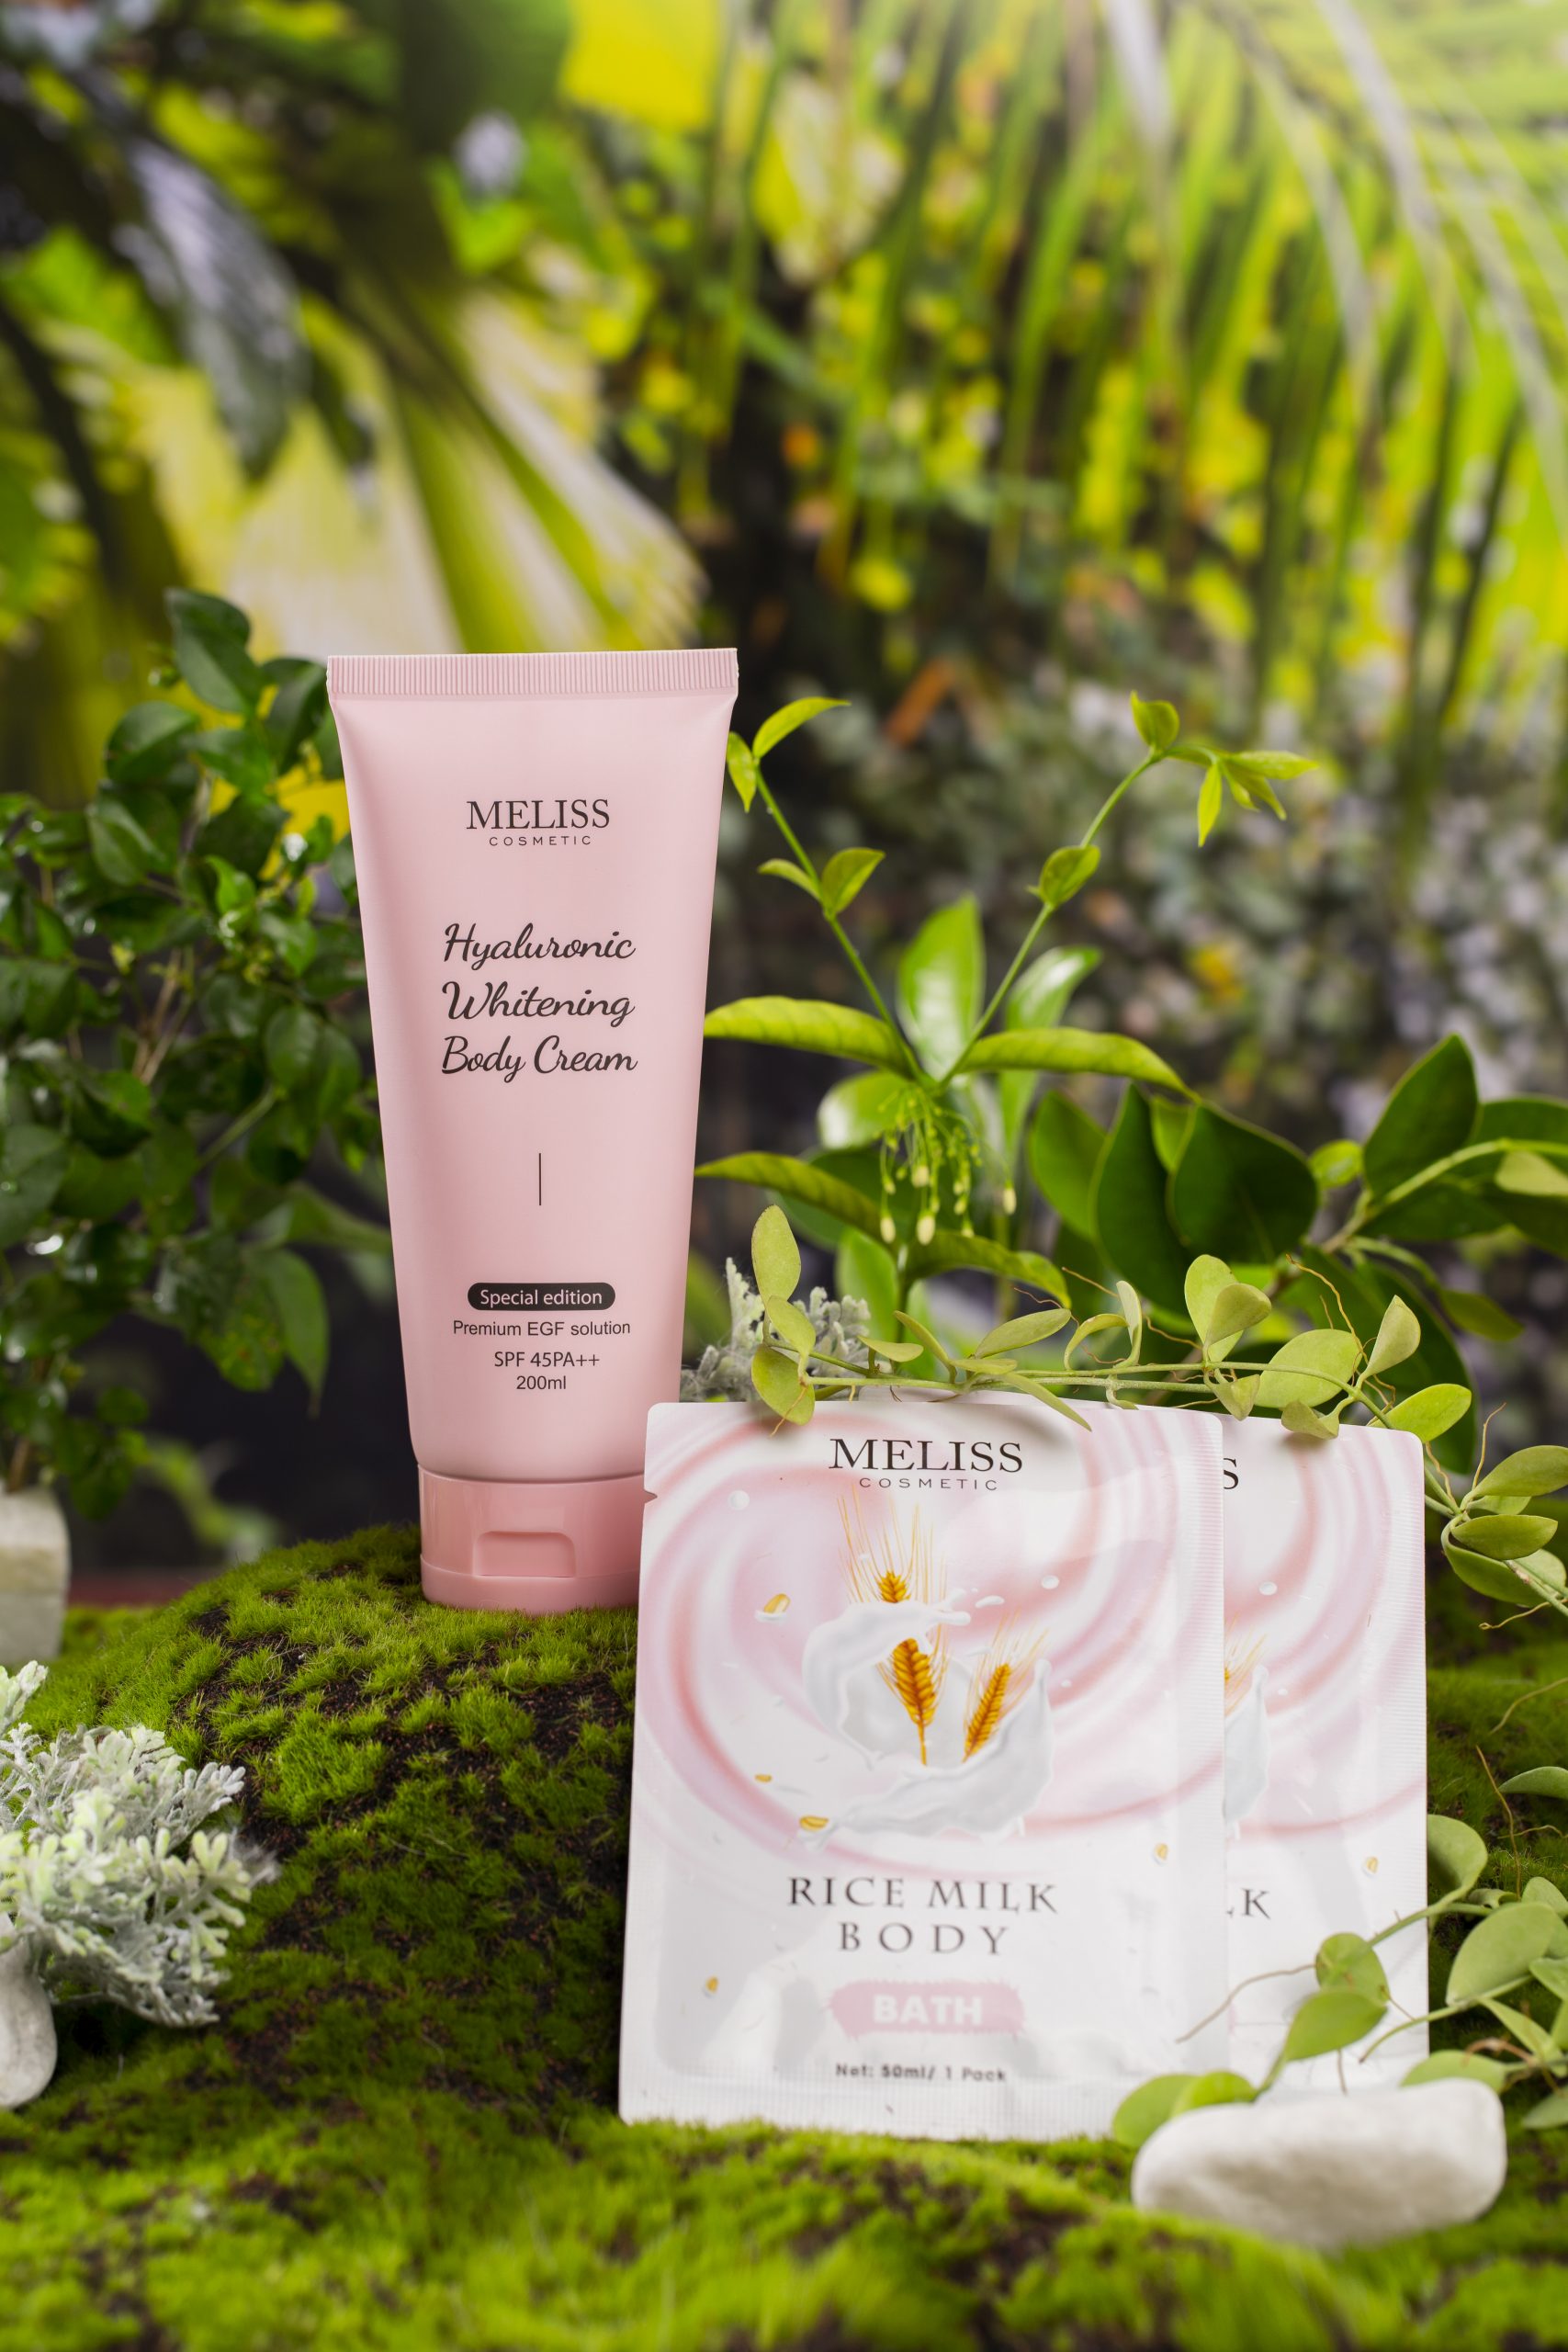 MELISS
COSMETIC
Hyaluronic
Whitening
Body Cream
Special edition
Premium EGF solution
SPF 45PA++
200ml
MELISS
COSMETIC
RICE MILK
BODY
BATH
Net: 50ml/ 1 Pack
S
LK